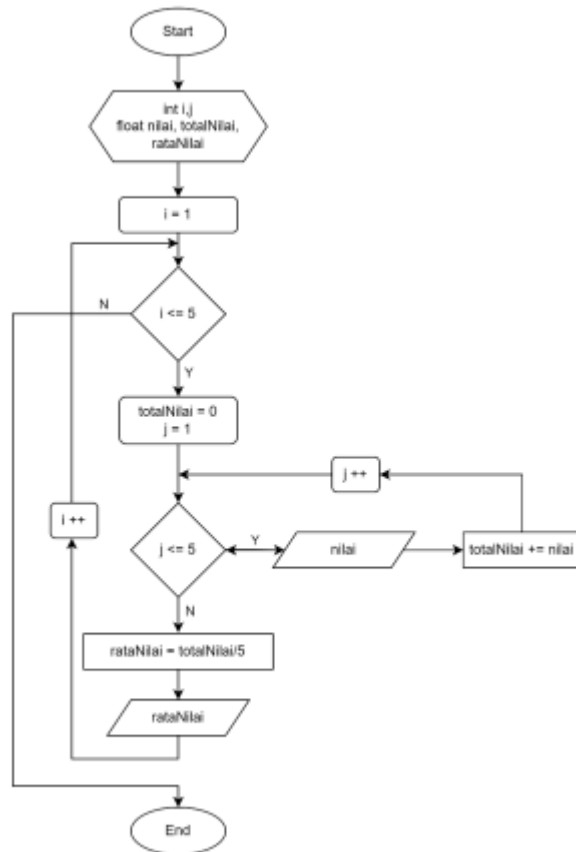 Start
int i,j
float nilai, totalNilai,
rataNilai
i = 1
i <= 5
N
Y
totalNilai = 0
j = 1
j ++
i ++
j <= 5
Y
nilai
totalNilai += nilai
N
rataNilai = totalNilai/5
rataNilai
End